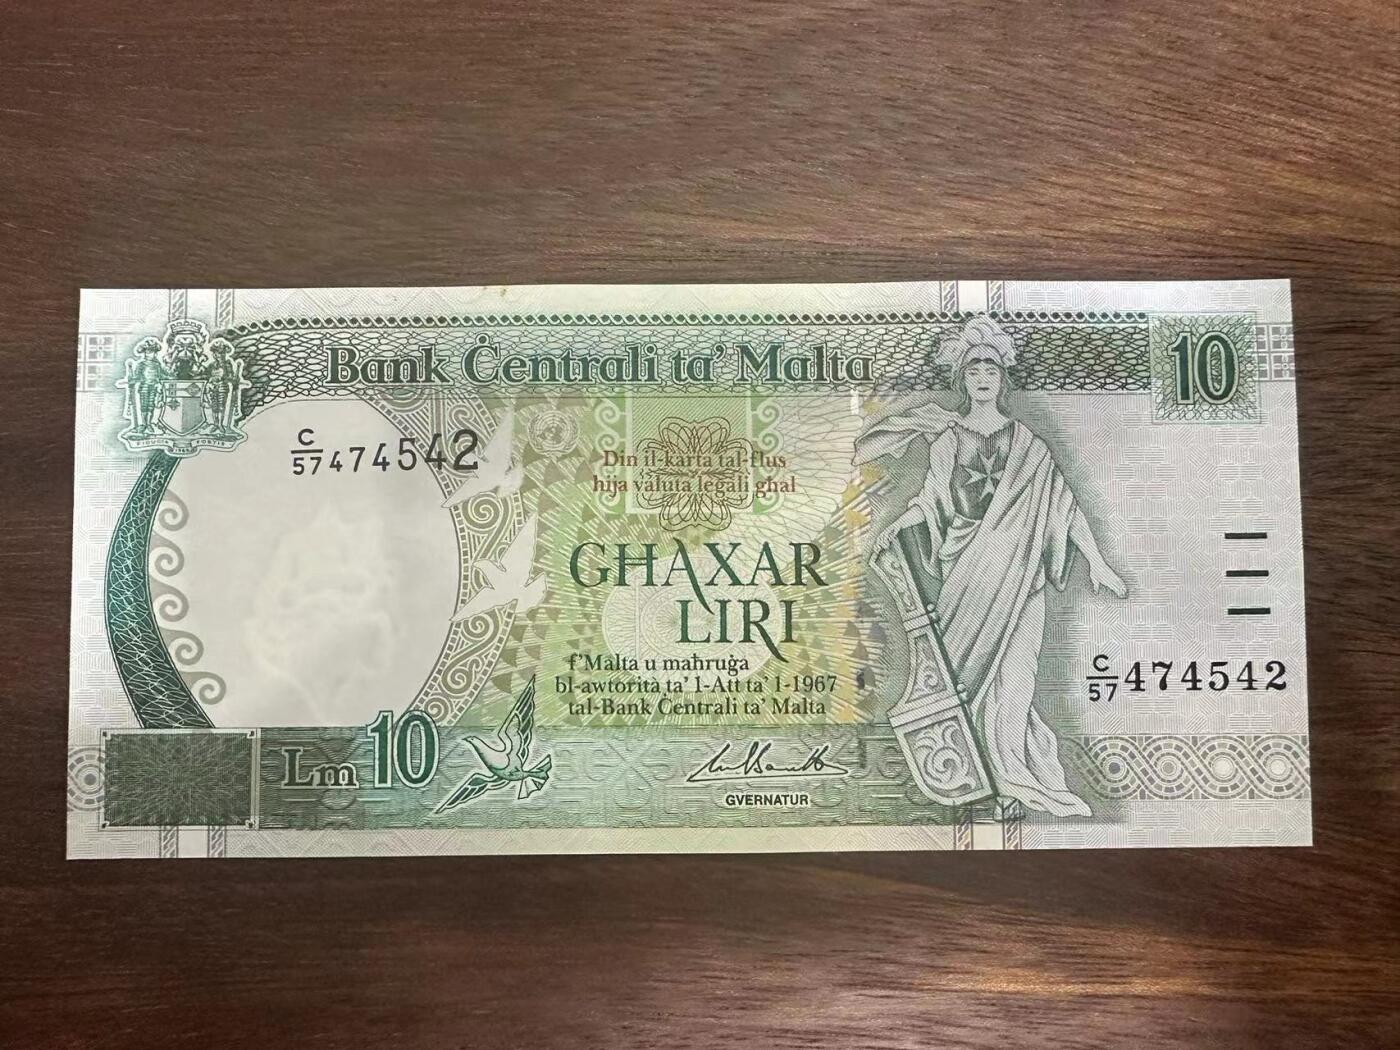 Bank Ċentrali ta' Malta
10
C/57 474542
Din il-karta tal-flus
hija valuta legali għal
GĦAXAR
LIRI
f'Malta u maħruġa
bl-awtorità ta' l-Att ta' l-1967
tal-Bank Ċentrali ta' Malta
C/57 474542
Lm 10
GVERNATUR